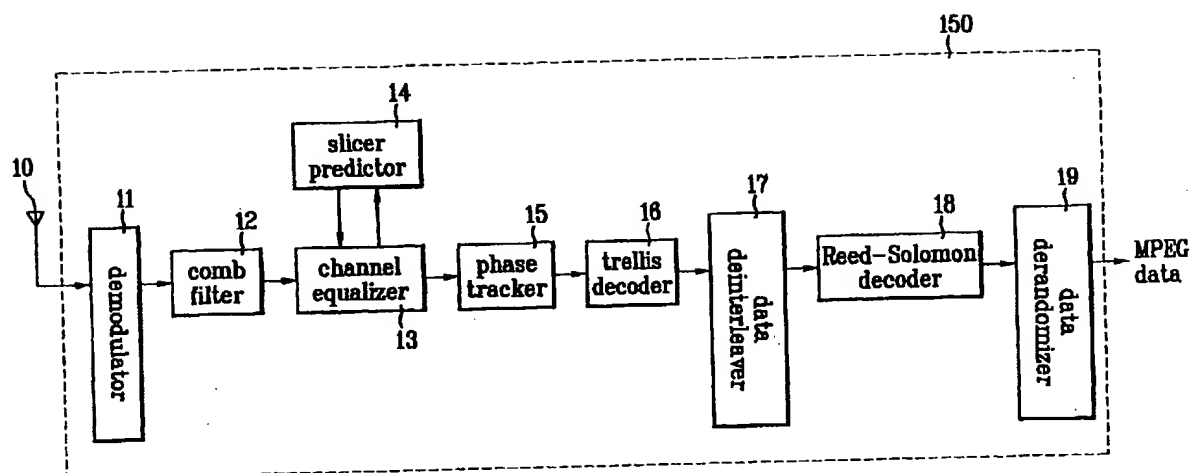 150
14
slicer
predictor
10
11
demodulator
12
comb
filter
channel
equalizer
13
15
phase
tracker
16
trellis
decoder
17
data
deinterleaver
18
Reed-Solomon
decoder
19
data
derandomizer
MPEG
data